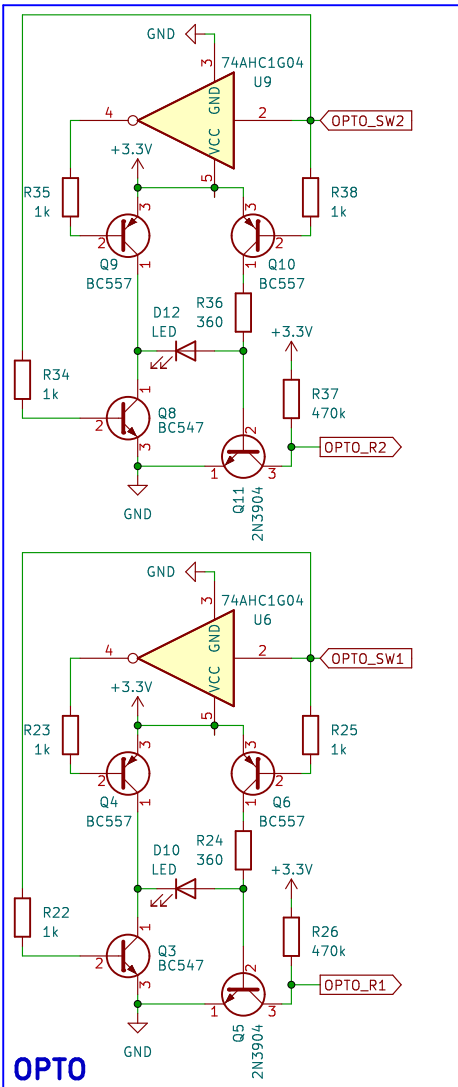 GND
3
74AHC1G04
U9
GND
4
2
OPTO_SW2
VCC
+3.3V
5
R35
1k
R38
1k
3
3
2
2
Q9
BC557
1
1
Q10
BC557
D12
LED
R36
360
+3.3V
R34
1k
R37
470k
1
2
Q8
BC547
3
2
OPTO_R2
1
3
GND
Q11
2N3904
GND
3
74AHC1G04
U6
GND
4
2
OPTO_SW1
VCC
+3.3V
5
R23
1k
R25
1k
3
3
2
2
Q4
BC557
1
1
Q6
BC557
D10
LED
R24
360
+3.3V
R22
1k
R26
470k
1
2
Q3
BC547
3
2
OPTO_R1
1
3
GND
Q5
2N3904
OPTO